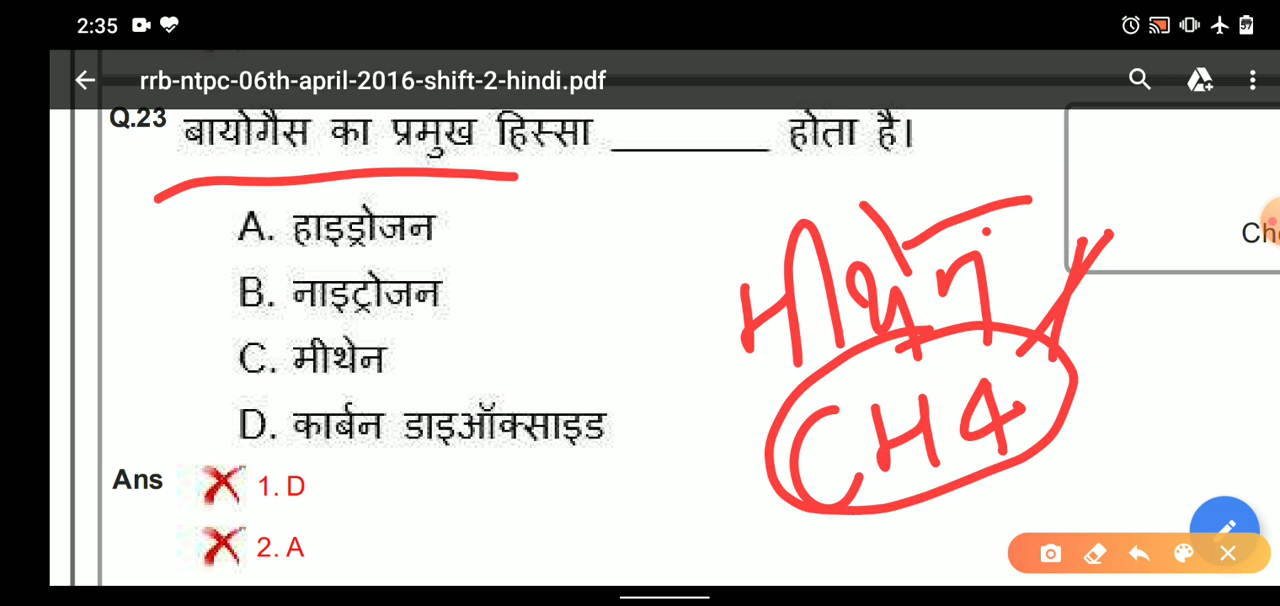 2:35
57
rrb-ntpc-06th-april-2016-shift-2-hindi.pdf
Q.23 बायोगैस का प्रमुख हिस्सा ________ होता है।
Ch
A. हाइड्रोजन
B. नाइट्रोजन
C. मीथेन
D. कार्बन डाइऑक्साइड
CH4
Ans
1. D
2. A